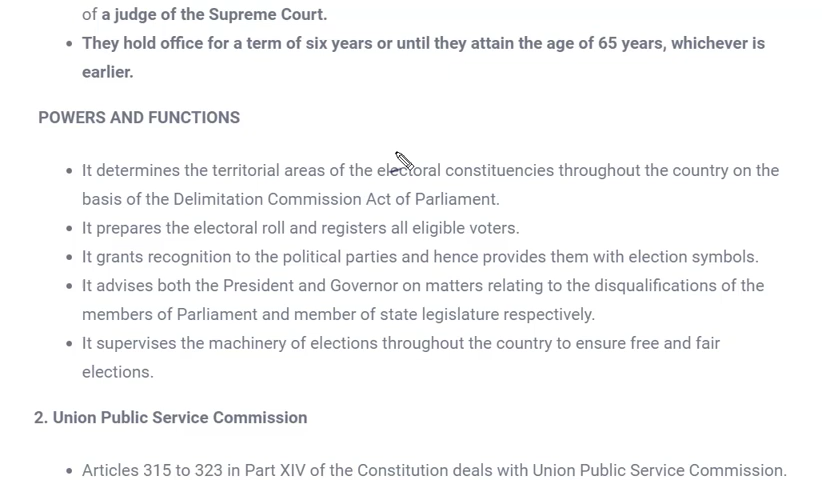 of a judge of the Supreme Court.
• They hold office for a term of six years or until they attain the age of 65 years, whichever is
earlier.
POWERS AND FUNCTIONS
• It determines the territorial areas of the electoral constituencies throughout the country on the
basis of the Delimitation Commission Act of Parliament.
• It prepares the electoral roll and registers all eligible voters.
• It grants recognition to the political parties and hence provides them with election symbols.
• It advises both the President and Governor on matters relating to the disqualifications of the
members of Parliament and member of state legislature respectively.
• It supervises the machinery of elections throughout the country to ensure free and fair
elections.
2. Union Public Service Commission
• Articles 315 to 323 in Part XIV of the Constitution deals with Union Public Service Commission.